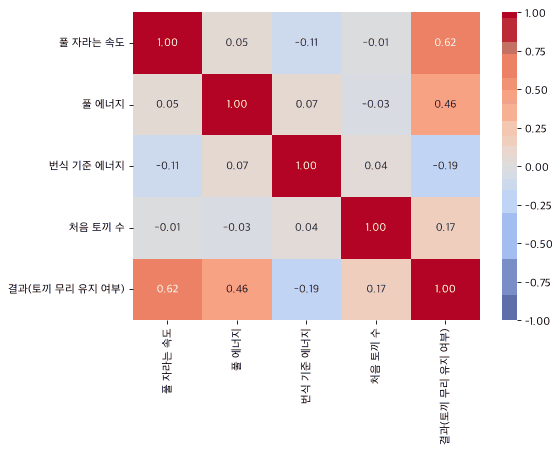 풀 자라는 속도 1.00 0.05 -0.11 -0.01 0.62
풀 에너지 0.05 1.00 0.07 -0.03 0.46
번식 기준 에너지 -0.11 0.07 1.00 0.04 -0.19
처음 토끼 수 -0.01 -0.03 0.04 1.00 0.17
결과(토끼 무리 유지 여부) 0.62 0.46 -0.19 0.17 1.00
풀 자라는 속도
풀 에너지
번식 기준 에너지
처음 토끼 수
결과(토끼 무리 유지 여부)
1.00
0.75
0.50
0.25
0.00
-0.25
-0.50
-0.75
-1.00